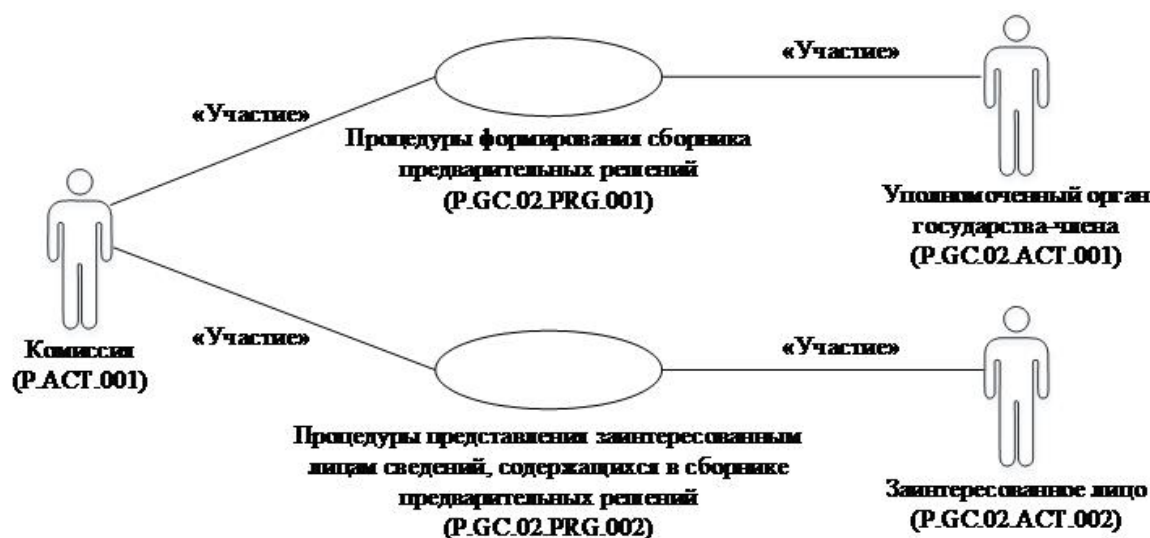 «Участие»
«Участие»
Процедуры формирования сборника
предварительных решений
(P.GC.02.PRG.001)
Уполномоченный орган
государства-члена
(P.GC.02.ACT.001)
Комиссия
(P.ACT.001)
«Участие»
«Участие»
Процедуры представления заинтересованным
лицам сведений, содержащихся в сборнике
предварительных решений
(P.GC.02.PRG.002)
Заинтересованное лицо
(P.GC.02.ACT.002)